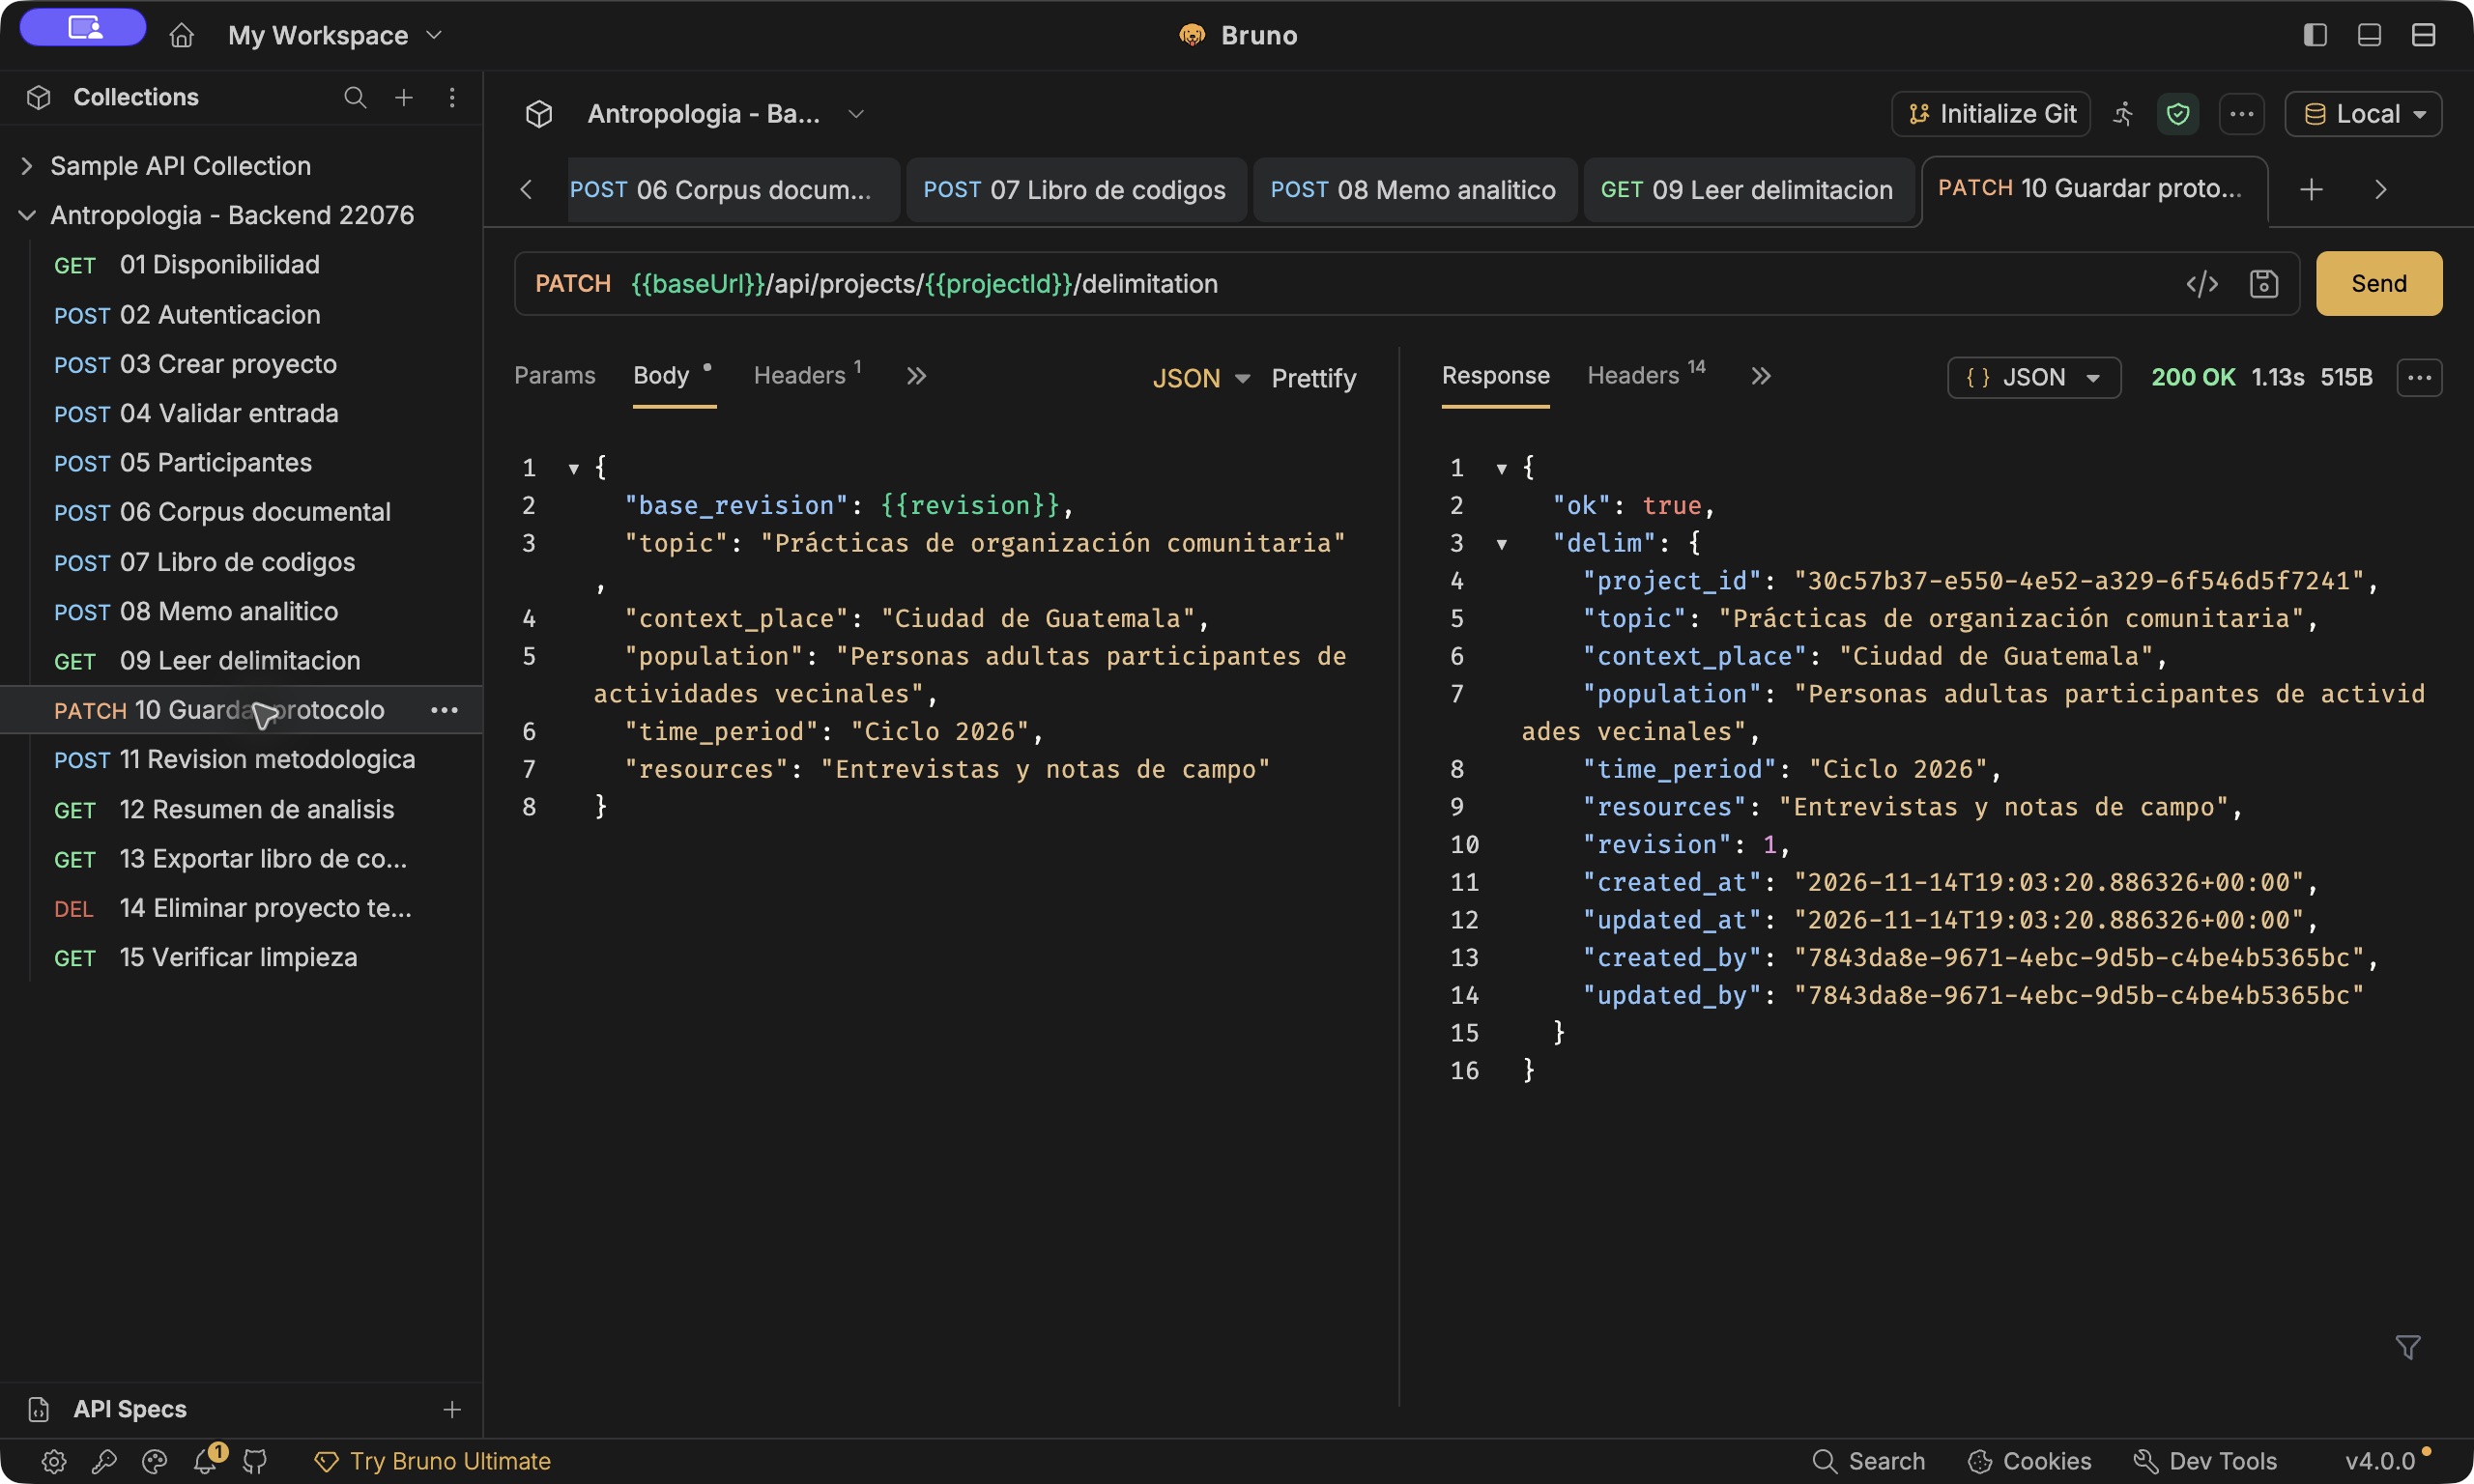 My Workspace
Bruno
Collections
Sample API Collection
Antropologia - Backend 22076
GET 01 Disponibilidad
POST 02 Autenticacion
POST 03 Crear proyecto
POST 04 Validar entrada
POST 05 Participantes
POST 06 Corpus documental
POST 07 Libro de codigos
POST 08 Memo analitico
GET 09 Leer delimitacion
PATCH 10 Guardar protocolo
POST 11 Revision metodologica
GET 12 Resumen de analisis
GET 13 Exportar libro de co...
DEL 14 Eliminar proyecto te...
GET 15 Verificar limpieza
API Specs
Antropologia - Ba...
Initialize Git
Local
POST 06 Corpus docum...
POST 07 Libro de codigos
POST 08 Memo analitico
GET 09 Leer delimitacion
PATCH 10 Guardar proto...
PATCH {{baseUrl}}/api/projects/{{projectId}}/delimitation
Send
Params Body Headers 1 JSON Prettify
1 {
2 "base_revision": {{revision}},
3 "topic": "Prácticas de organización comunitaria"
,
4 "context_place": "Ciudad de Guatemala",
5 "population": "Personas adultas participantes de
actividades vecinales",
6 "time_period": "Ciclo 2026",
7 "resources": "Entrevistas y notas de campo"
8 }
Response Headers 14 { } JSON 200 OK 1.13s 515B
1 {
2 "ok": true,
3 "delim": {
4 "project_id": "30c57b37-e550-4e52-a329-6f546d5f7241",
5 "topic": "Prácticas de organización comunitaria",
6 "context_place": "Ciudad de Guatemala",
7 "population": "Personas adultas participantes de activid
ades vecinales",
8 "time_period": "Ciclo 2026",
9 "resources": "Entrevistas y notas de campo",
10 "revision": 1,
11 "created_at": "2026-11-14T19:03:20.886326+00:00",
12 "updated_at": "2026-11-14T19:03:20.886326+00:00",
13 "created_by": "7843da8e-9671-4ebc-9d5b-c4be4b5365bc",
14 "updated_by": "7843da8e-9671-4ebc-9d5b-c4be4b5365bc"
15 }
16 }
1
Try Bruno Ultimate
Search
Cookies
Dev Tools
v4.0.0